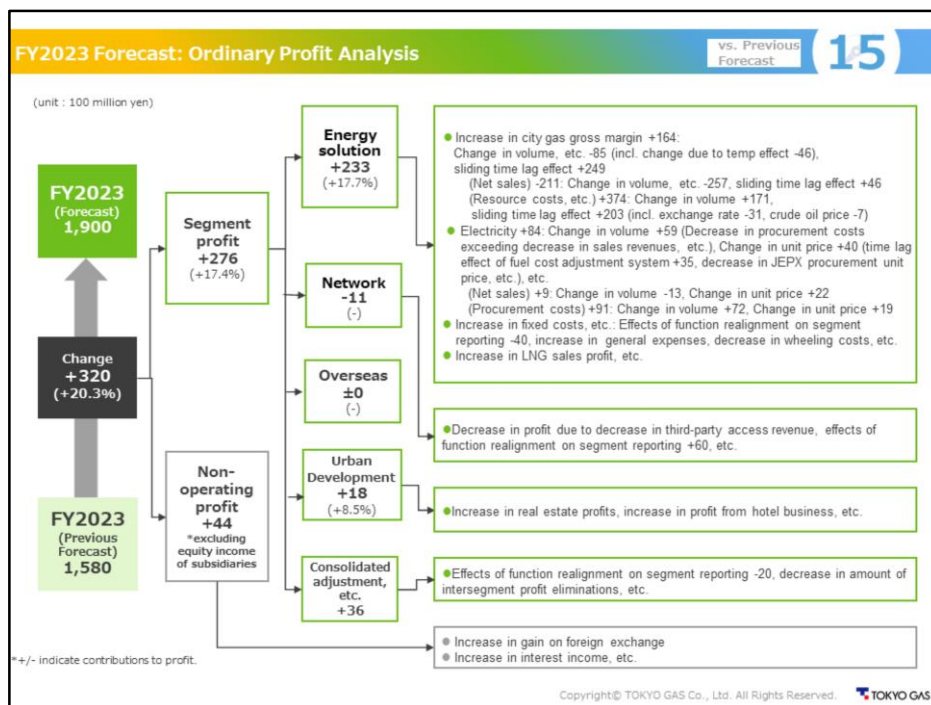 FY2023 Forecast: Ordinary Profit Analysis
vs. Previous
Forecast
15
(unit : 100 million yen)
FY2023
(Forecast)
1,900
Change
+320
(+20.3%)
FY2023
(Previous
Forecast)
1,580
Segment
profit
+276
(+17.4%)
Non-
operating
profit
+44
*excluding
equity income
of subsidiaries
Energy
solution
+233
(+17.7%)
Network
-11
(-)
Overseas
±0
(-)
Urban
Development
+18
(+8.5%)
Consolidated
adjustment,
etc.
+36
● Increase in city gas gross margin +164:
Change in volume, etc. -85 (incl. change due to temp effect -46),
sliding time lag effect +249
(Net sales) -211: Change in volume, etc. -257, sliding time lag effect +46
(Resource costs, etc.) +374: Change in volume +171,
sliding time lag effect +203 (incl. exchange rate -31, crude oil price -7)
● Electricity +84: Change in volume +59 (Decrease in procurement costs
exceeding decrease in sales revenues, etc.), Change in unit price +40 (time lag
effect of fuel cost adjustment system +35, decrease in JEPX procurement unit
price, etc.), etc.
(Net sales) +9: Change in volume -13, Change in unit price +22
(Procurement costs) +91: Change in volume +72, Change in unit price +19
● Increase in fixed costs, etc.: Effects of function realignment on segment
reporting -40, increase in general expenses, decrease in wheeling costs, etc.
● Increase in LNG sales profit, etc.
●Decrease in profit due to decrease in third-party access revenue, effects of
function realignment on segment reporting +60, etc.
●Increase in real estate profits, increase in profit from hotel business, etc.
●Effects of function realignment on segment reporting -20, decrease in amount of
intersegment profit eliminations, etc.
● Increase in gain on foreign exchange
● Increase in interest income, etc.
*+/- indicate contributions to profit.
Copyright© TOKYO GAS Co., Ltd. All Rights Reserved.
TOKYO GAS